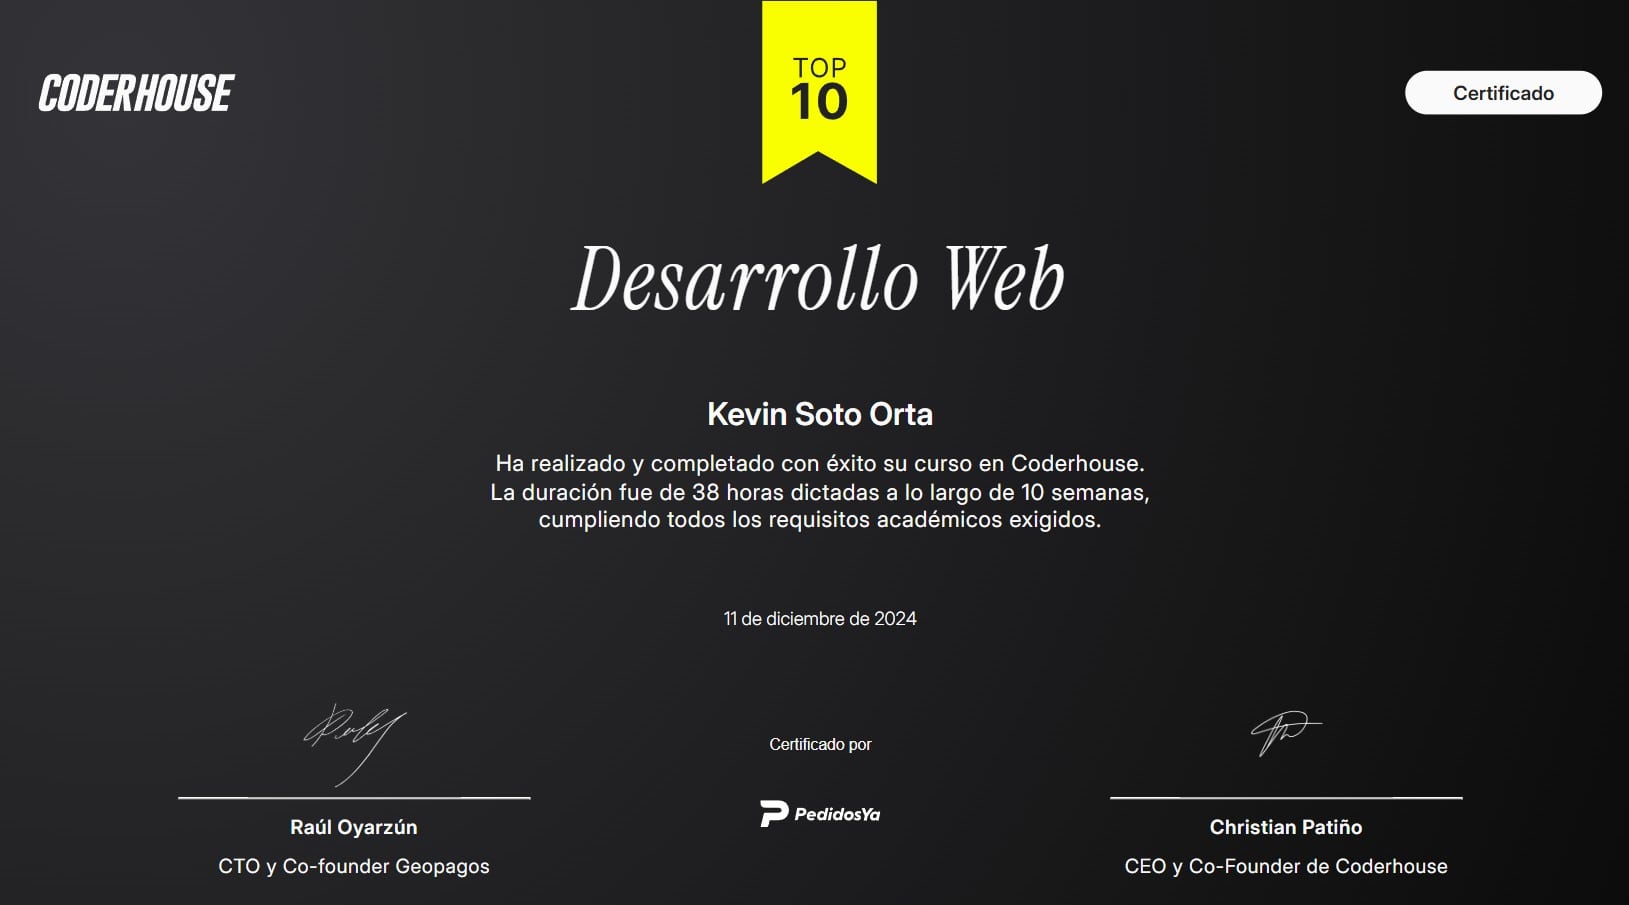 CODERHOUSE
TOP
10
Certificado
Desarrollo Web
Kevin Soto Orta
Ha realizado y completado con éxito su curso en Coderhouse.
La duración fue de 38 horas dictadas a lo largo de 10 semanas,
cumpliendo todos los requisitos académicos exigidos.
11 de diciembre de 2024
Certificado por
PedidosYa
Raúl Oyarzún
CTO y Co-founder Geopagos
Christian Patiño
CEO y Co-Founder de Coderhouse